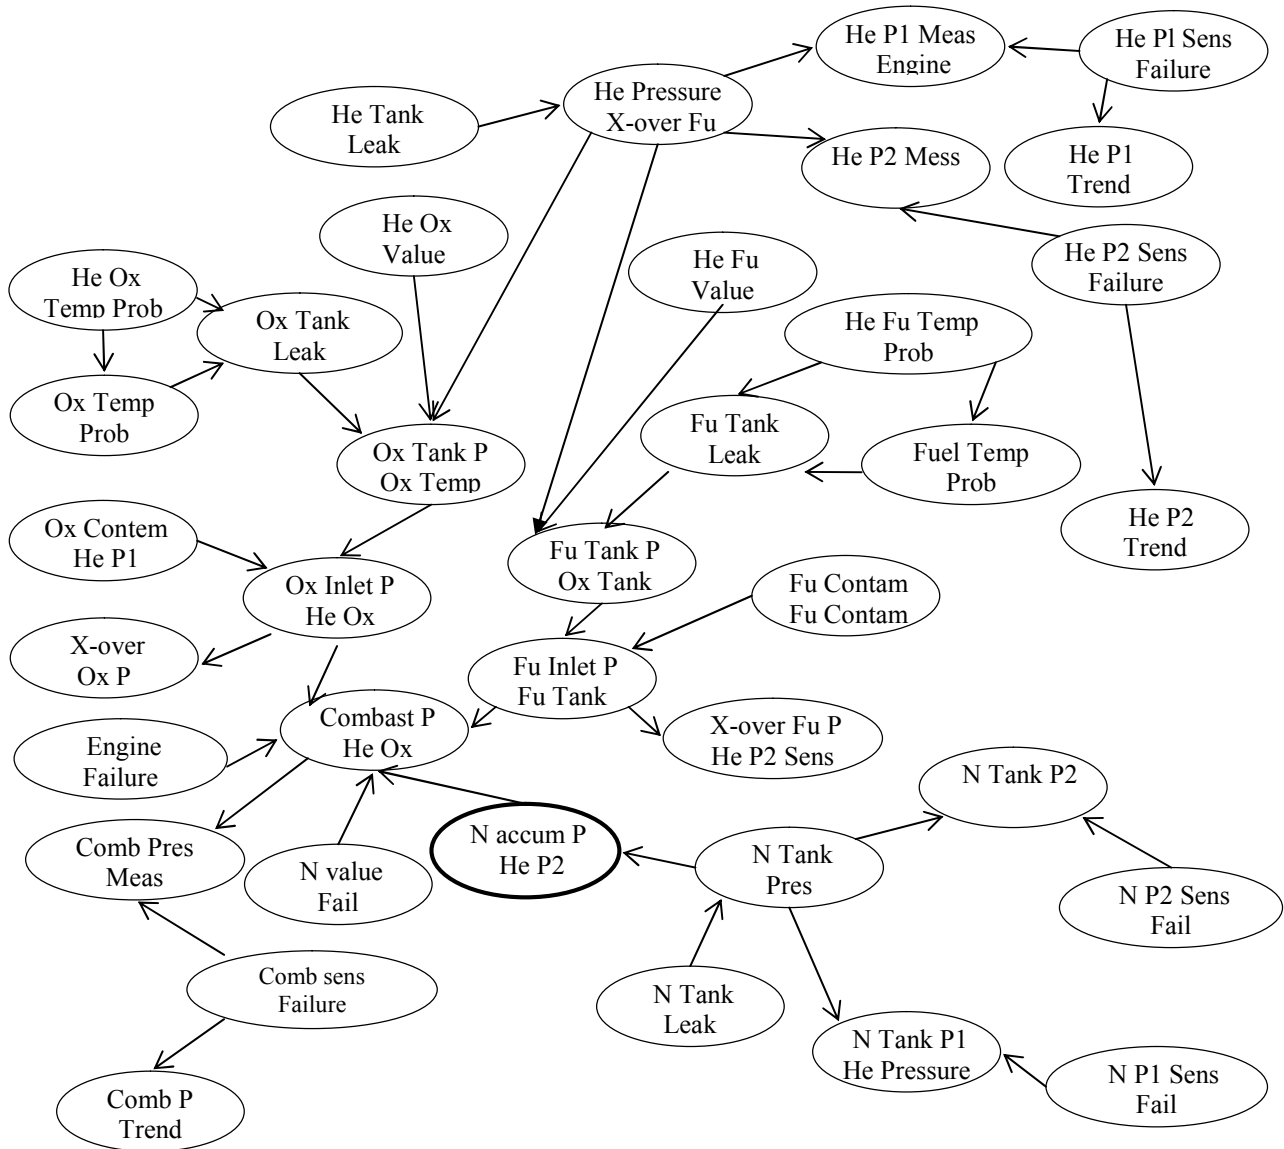 He P1 Meas
Engine
He Pl Sens
Failure
He Pressure
X-over Fu
He Tank
Leak
He P2 Mess
He P1
Trend
He Ox
Value
He Fu
Value
He P2 Sens
Failure
He Ox
Temp Prob
Ox Tank
Leak
He Fu Temp
Prob
Ox Temp
Prob
Fu Tank
Leak
Ox Tank P
Ox Temp
Fuel Temp
Prob
Ox Contem
He P1
He P2
Trend
Fu Tank P
Ox Tank
Ox Inlet P
He Ox
Fu Contam
Fu Contam
X-over
Ox P
Fu Inlet P
Fu Tank
Combast P
He Ox
X-over Fu P
He P2 Sens
Engine
Failure
N Tank P2
Comb Pres
Meas
N value
Fail
N accum P
He P2
N Tank
Pres
N P2 Sens
Fail
Comb sens
Failure
N Tank
Leak
N Tank P1
He Pressure
N P1 Sens
Fail
Comb P
Trend